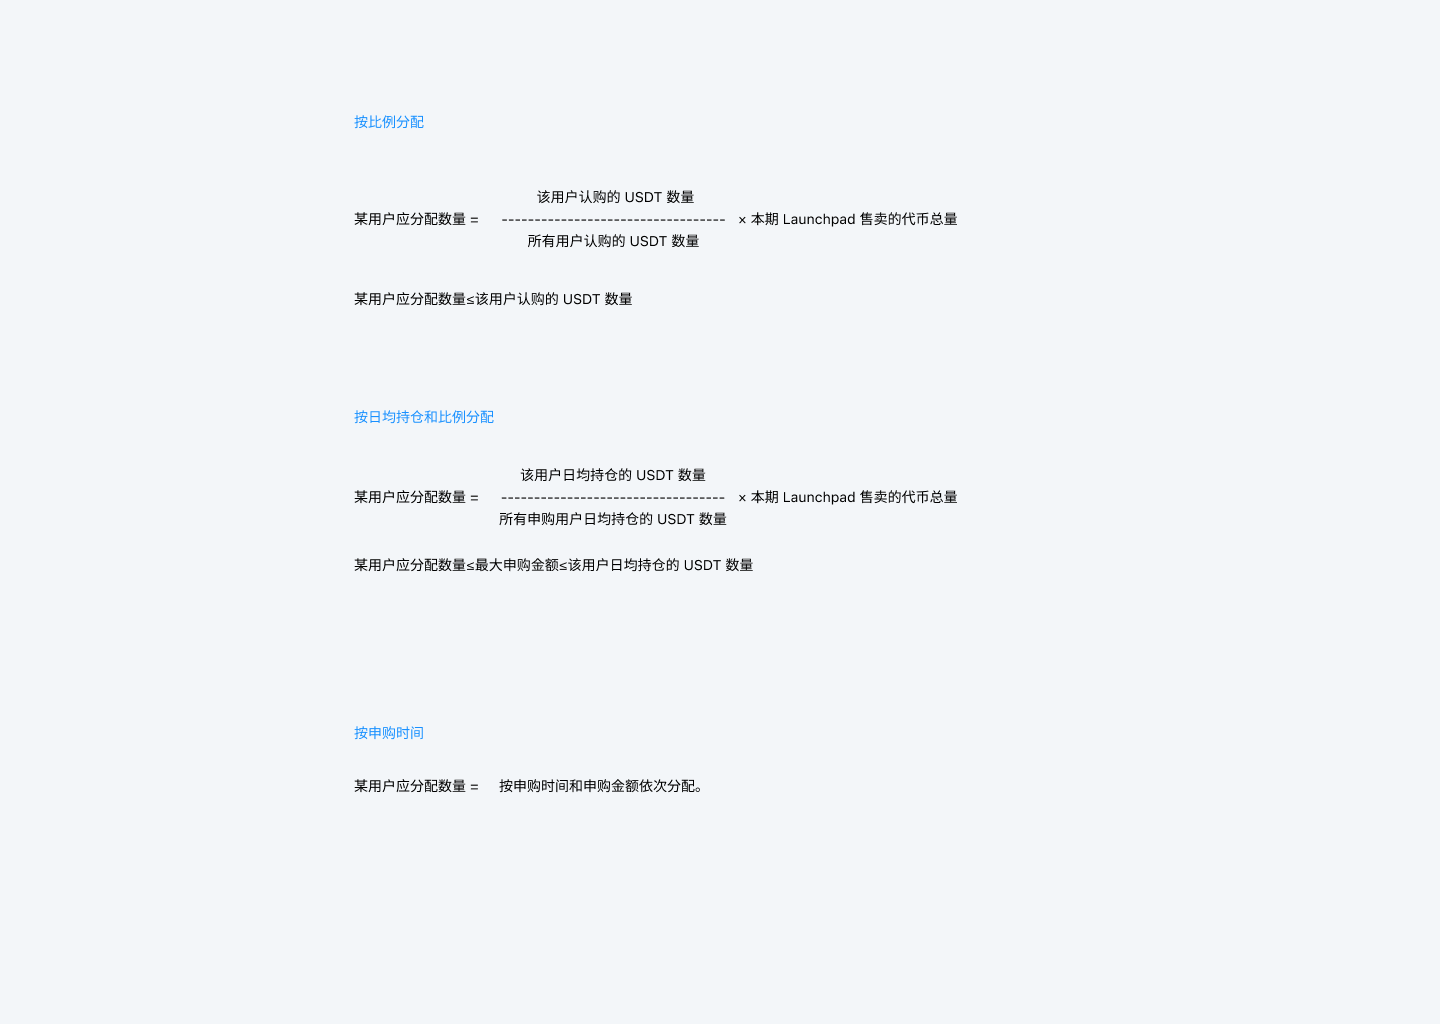 按比例分配
该用户认购的 USDT 数量
某用户应分配数量 = ---------------------------------- × 本期 Launchpad 售卖的代币总量
所有用户认购的 USDT 数量
某用户应分配数量≤该用户认购的 USDT 数量
按日均持仓和比例分配
该用户日均持仓的 USDT 数量
某用户应分配数量 = ---------------------------------- × 本期 Launchpad 售卖的代币总量
所有申购用户日均持仓的 USDT 数量
某用户应分配数量≤最大申购金额≤该用户日均持仓的 USDT 数量
按申购时间
某用户应分配数量 = 按申购时间和申购金额依次分配。